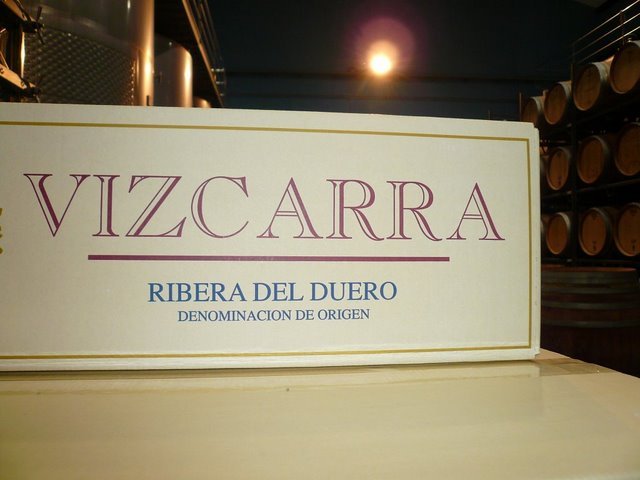 VIZCARRA
RIBERA DEL DUERO
DENOMINACION DE ORIGEN